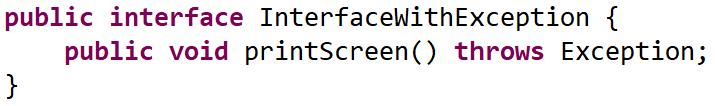 public interface InterfaceWithException {
    public void printScreen() throws Exception;
}